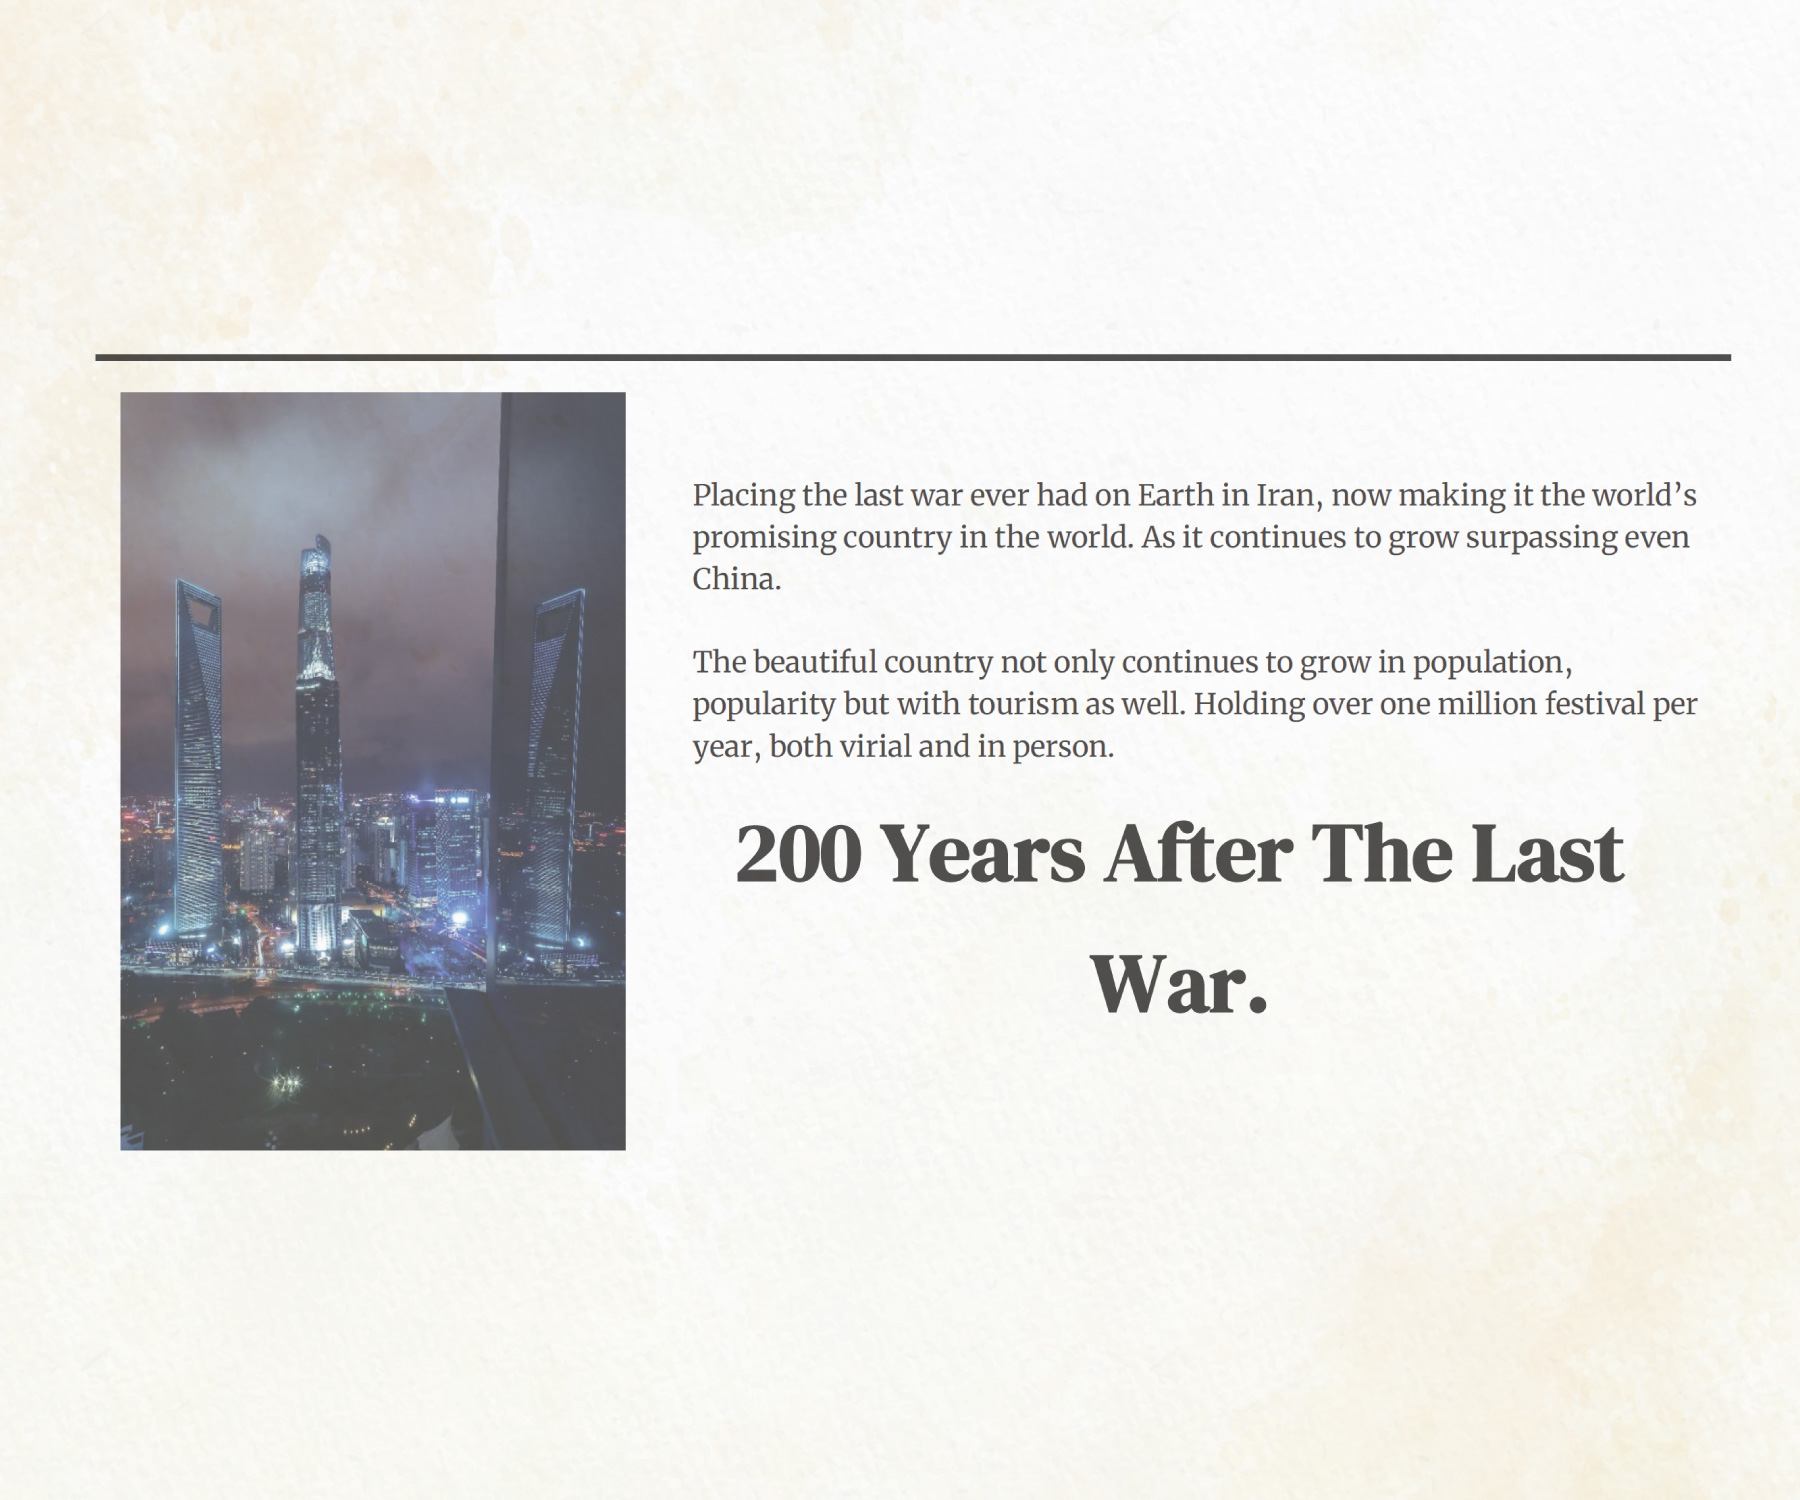 Placing the last war ever had on Earth in Iran, now making it the world’s
promising country in the world. As it continues to grow surpassing even
China.
The beautiful country not only continues to grow in population,
popularity but with tourism as well. Holding over one million festival per
year, both virial and in person.
200 Years After The Last
War.